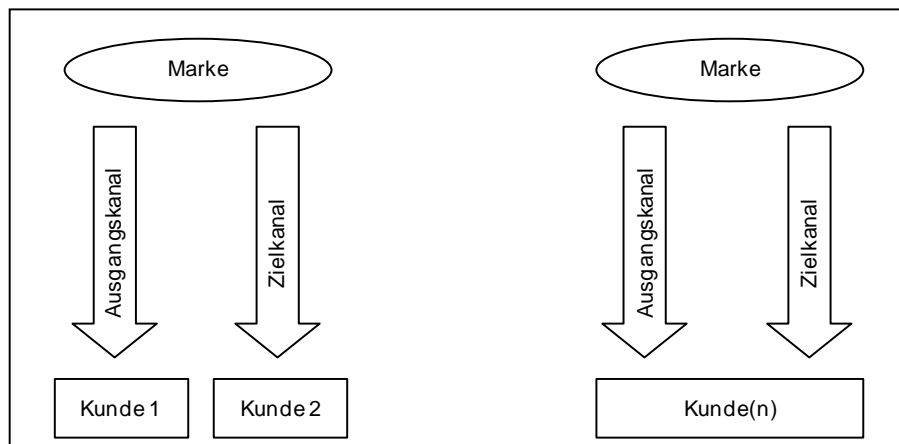 Marke
Marke
Ausgangskanal
Zielkanal
Ausgangskanal
Zielkanal
Kunde 1
Kunde 2
Kunde(n)